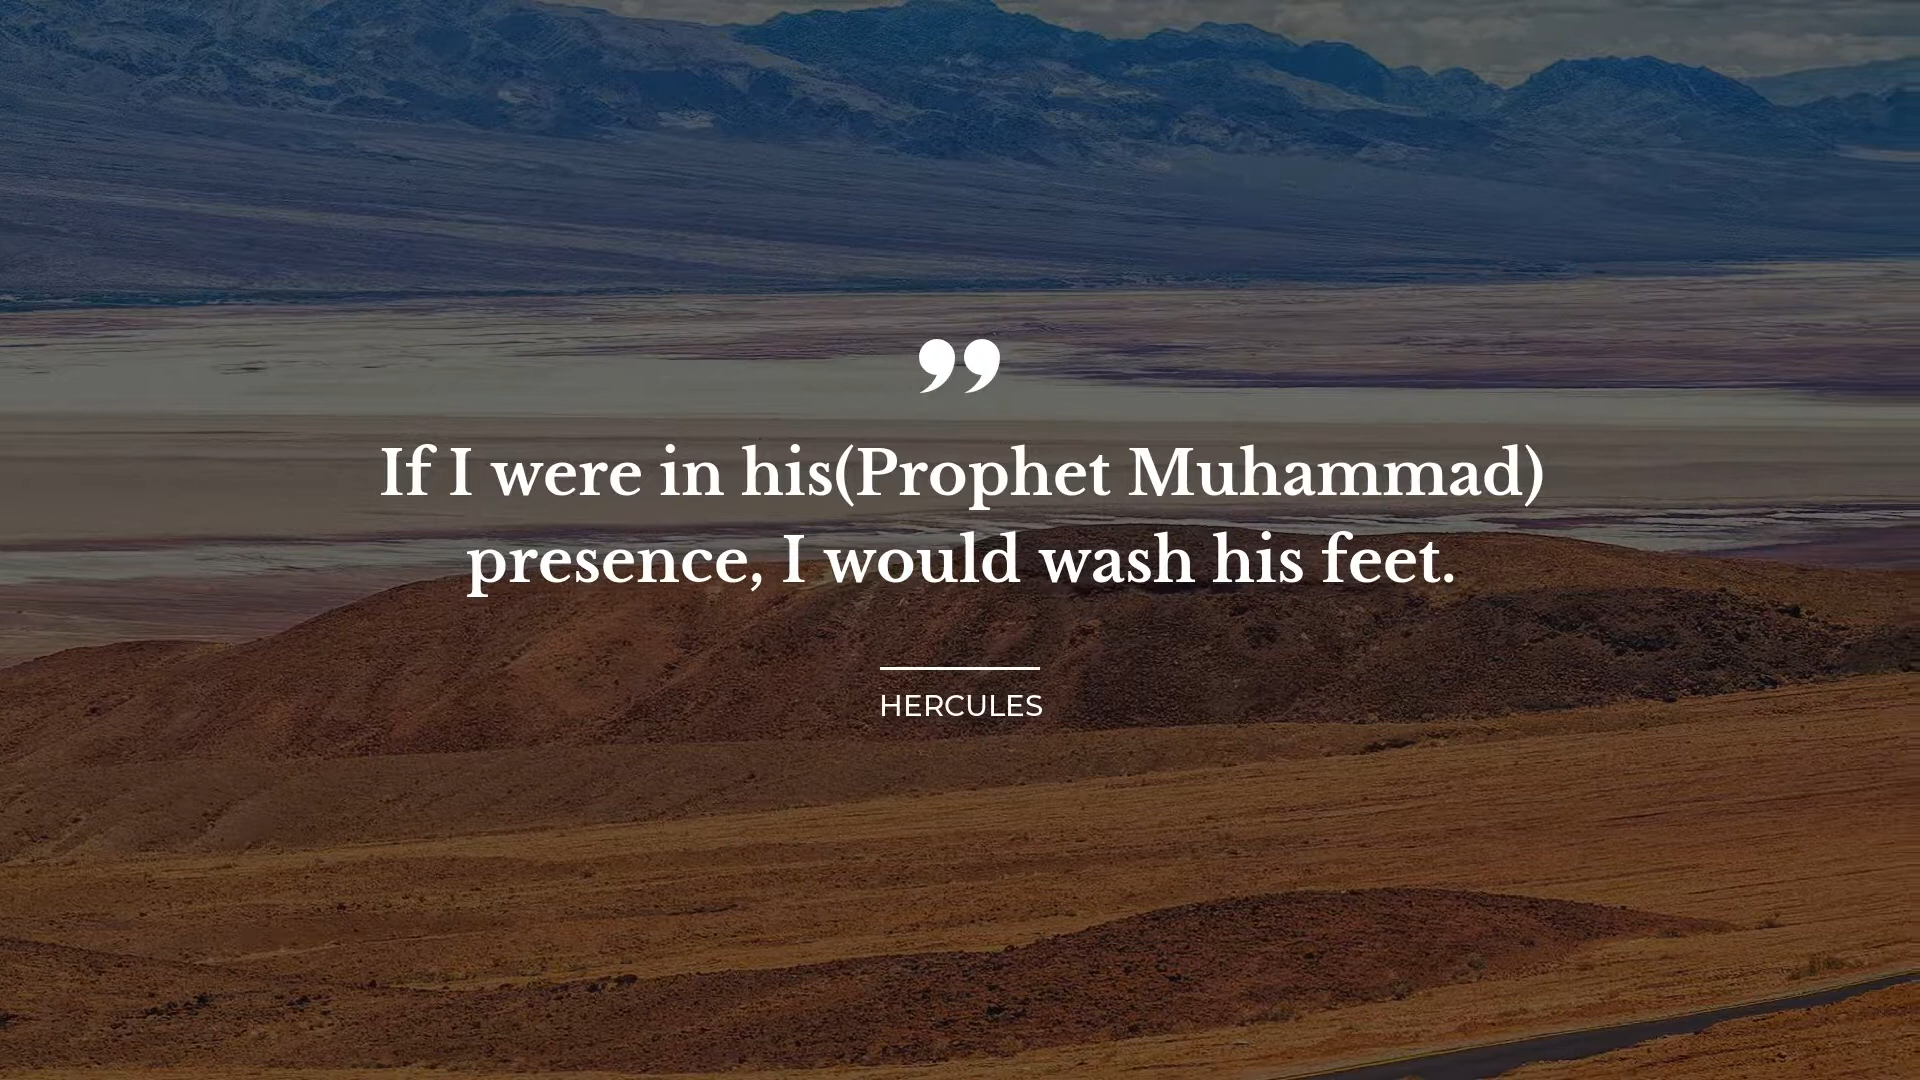 ”
If I were in his(Prophet Muhammad)
presence, I would wash his feet.
HERCULES